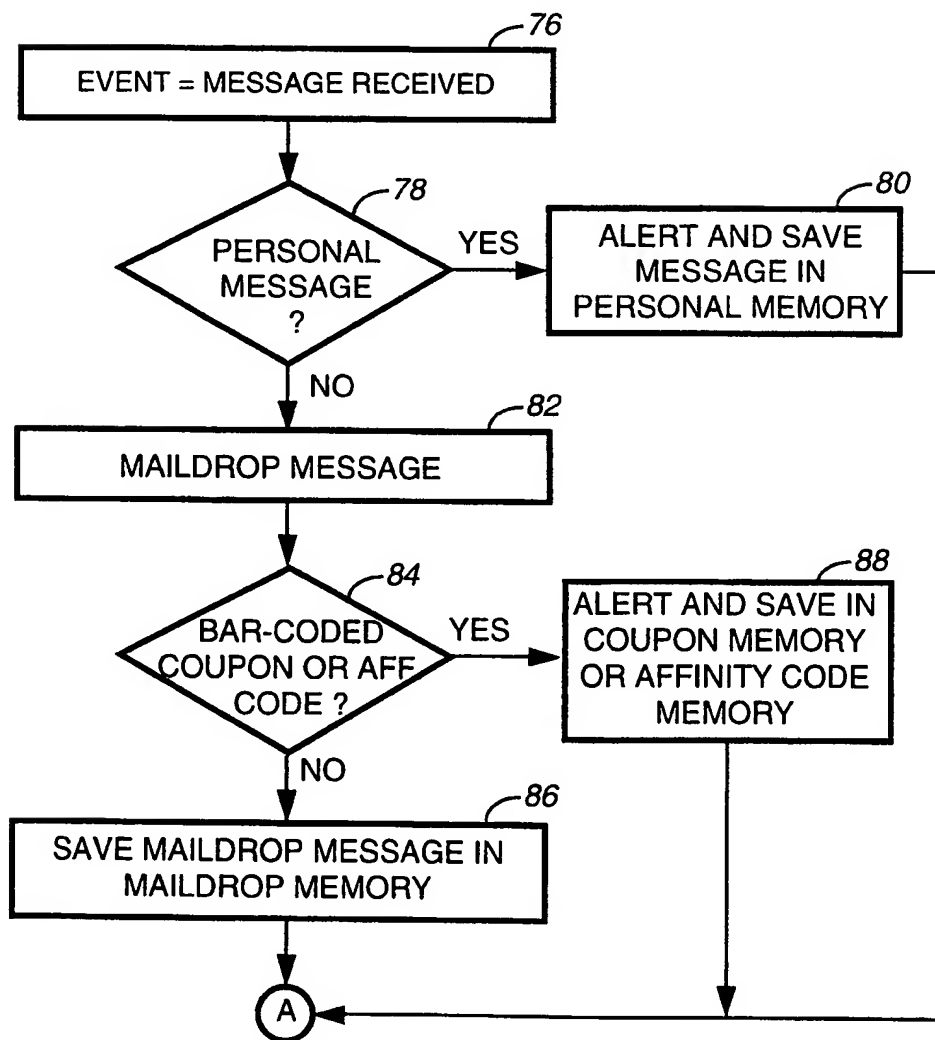 76
EVENT = MESSAGE RECEIVED
78
PERSONAL
MESSAGE
?
YES
80
ALERT AND SAVE
MESSAGE IN
PERSONAL MEMORY
NO
82
MAILDROP MESSAGE
84
BAR-CODED
COUPON OR AFF
CODE ?
YES
88
ALERT AND SAVE IN
COUPON MEMORY
OR AFFINITY CODE
MEMORY
NO
86
SAVE MAILDROP MESSAGE IN
MAILDROP MEMORY
A